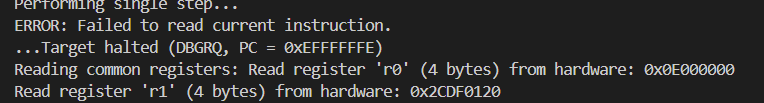 Performing single step...
ERROR: Failed to read current instruction.
...Target halted (DBGRQ, PC = 0xEFFFFFFE)
Reading common registers: Read register 'r0' (4 bytes) from hardware: 0x0E000000
Read register 'r1' (4 bytes) from hardware: 0x2CDF0120